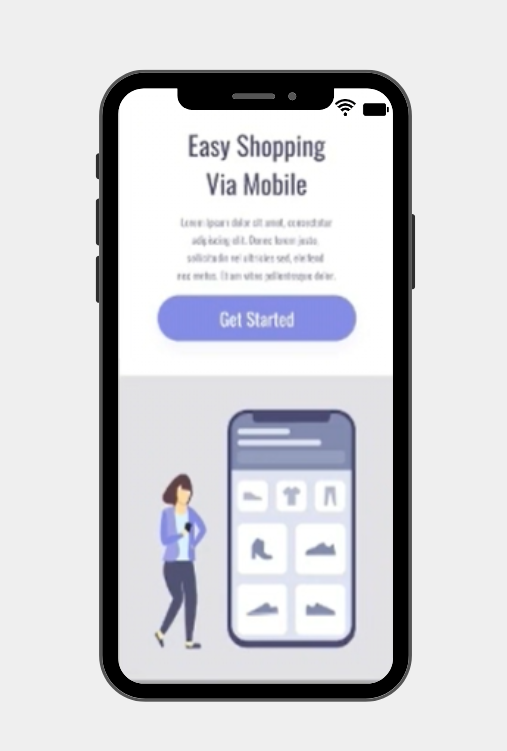 Easy Shopping
Via Mobile
Lorem ipsum dolor sit amet, consectetur
adipiscing elit. Donec lorem justo,
sollicitudin vel ultricies sed, eleifend
nec metus. Etiam vitae pellentesque dolor.
Get Started